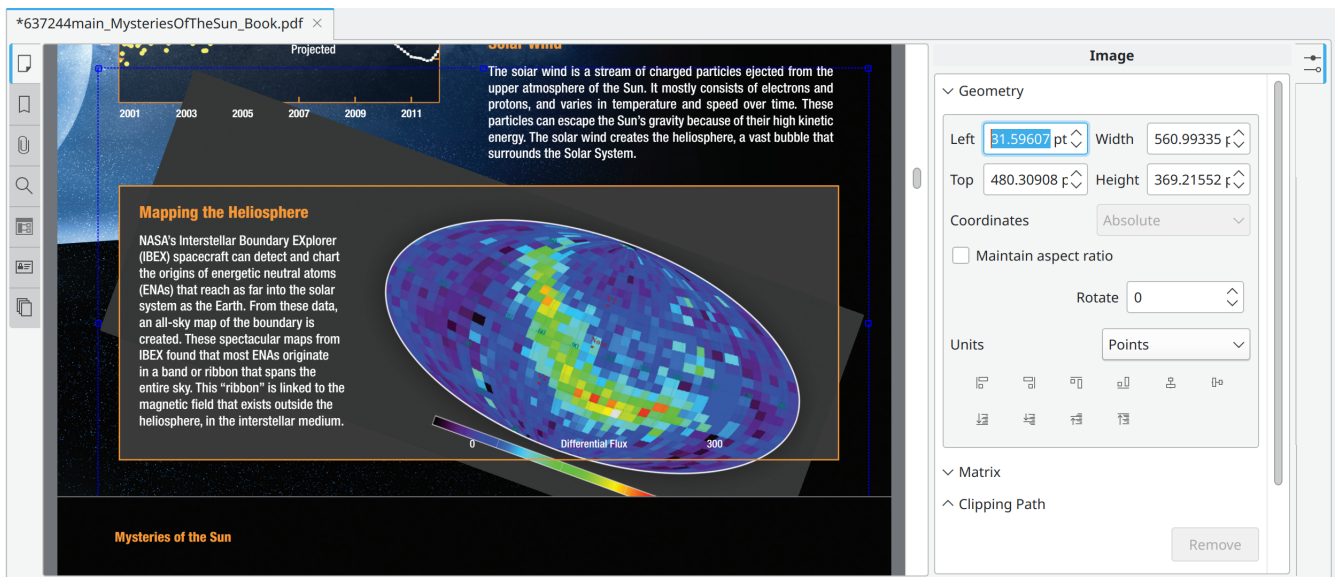 *637244main_MysteriesOfTheSun_Book.pdf
Projected
2001 2003 2005 2007 2009 2011
Solar Wind
The solar wind is a stream of charged particles ejected from the
upper atmosphere of the Sun. It mostly consists of electrons and
protons, and varies in temperature and speed over time. These
particles can escape the Sun's gravity because of their high kinetic
energy. The solar wind creates the heliosphere, a vast bubble that
surrounds the Solar System.
Mapping the Heliosphere
NASA's Interstellar Boundary EXplorer
(IBEX) spacecraft can detect and chart
the origins of energetic neutral atoms
(ENAs) that reach as far into the solar
system as the Earth. From these data,
an all-sky map of the boundary is
created. These spectacular maps from
IBEX found that most ENAs originate
in a band or ribbon that spans the
entire sky. This “ribbon” is linked to the
magnetic field that exists outside the
heliosphere, in the interstellar medium.
0 Differential Flux 300
Mysteries of the Sun
Image
Geometry
Left 31.59607 pt Width 560.99335 p
Top 480.30908 p Height 369.21552 p
Coordinates Absolute
Maintain aspect ratio
Rotate 0
Units Points
Matrix
Clipping Path
Remove